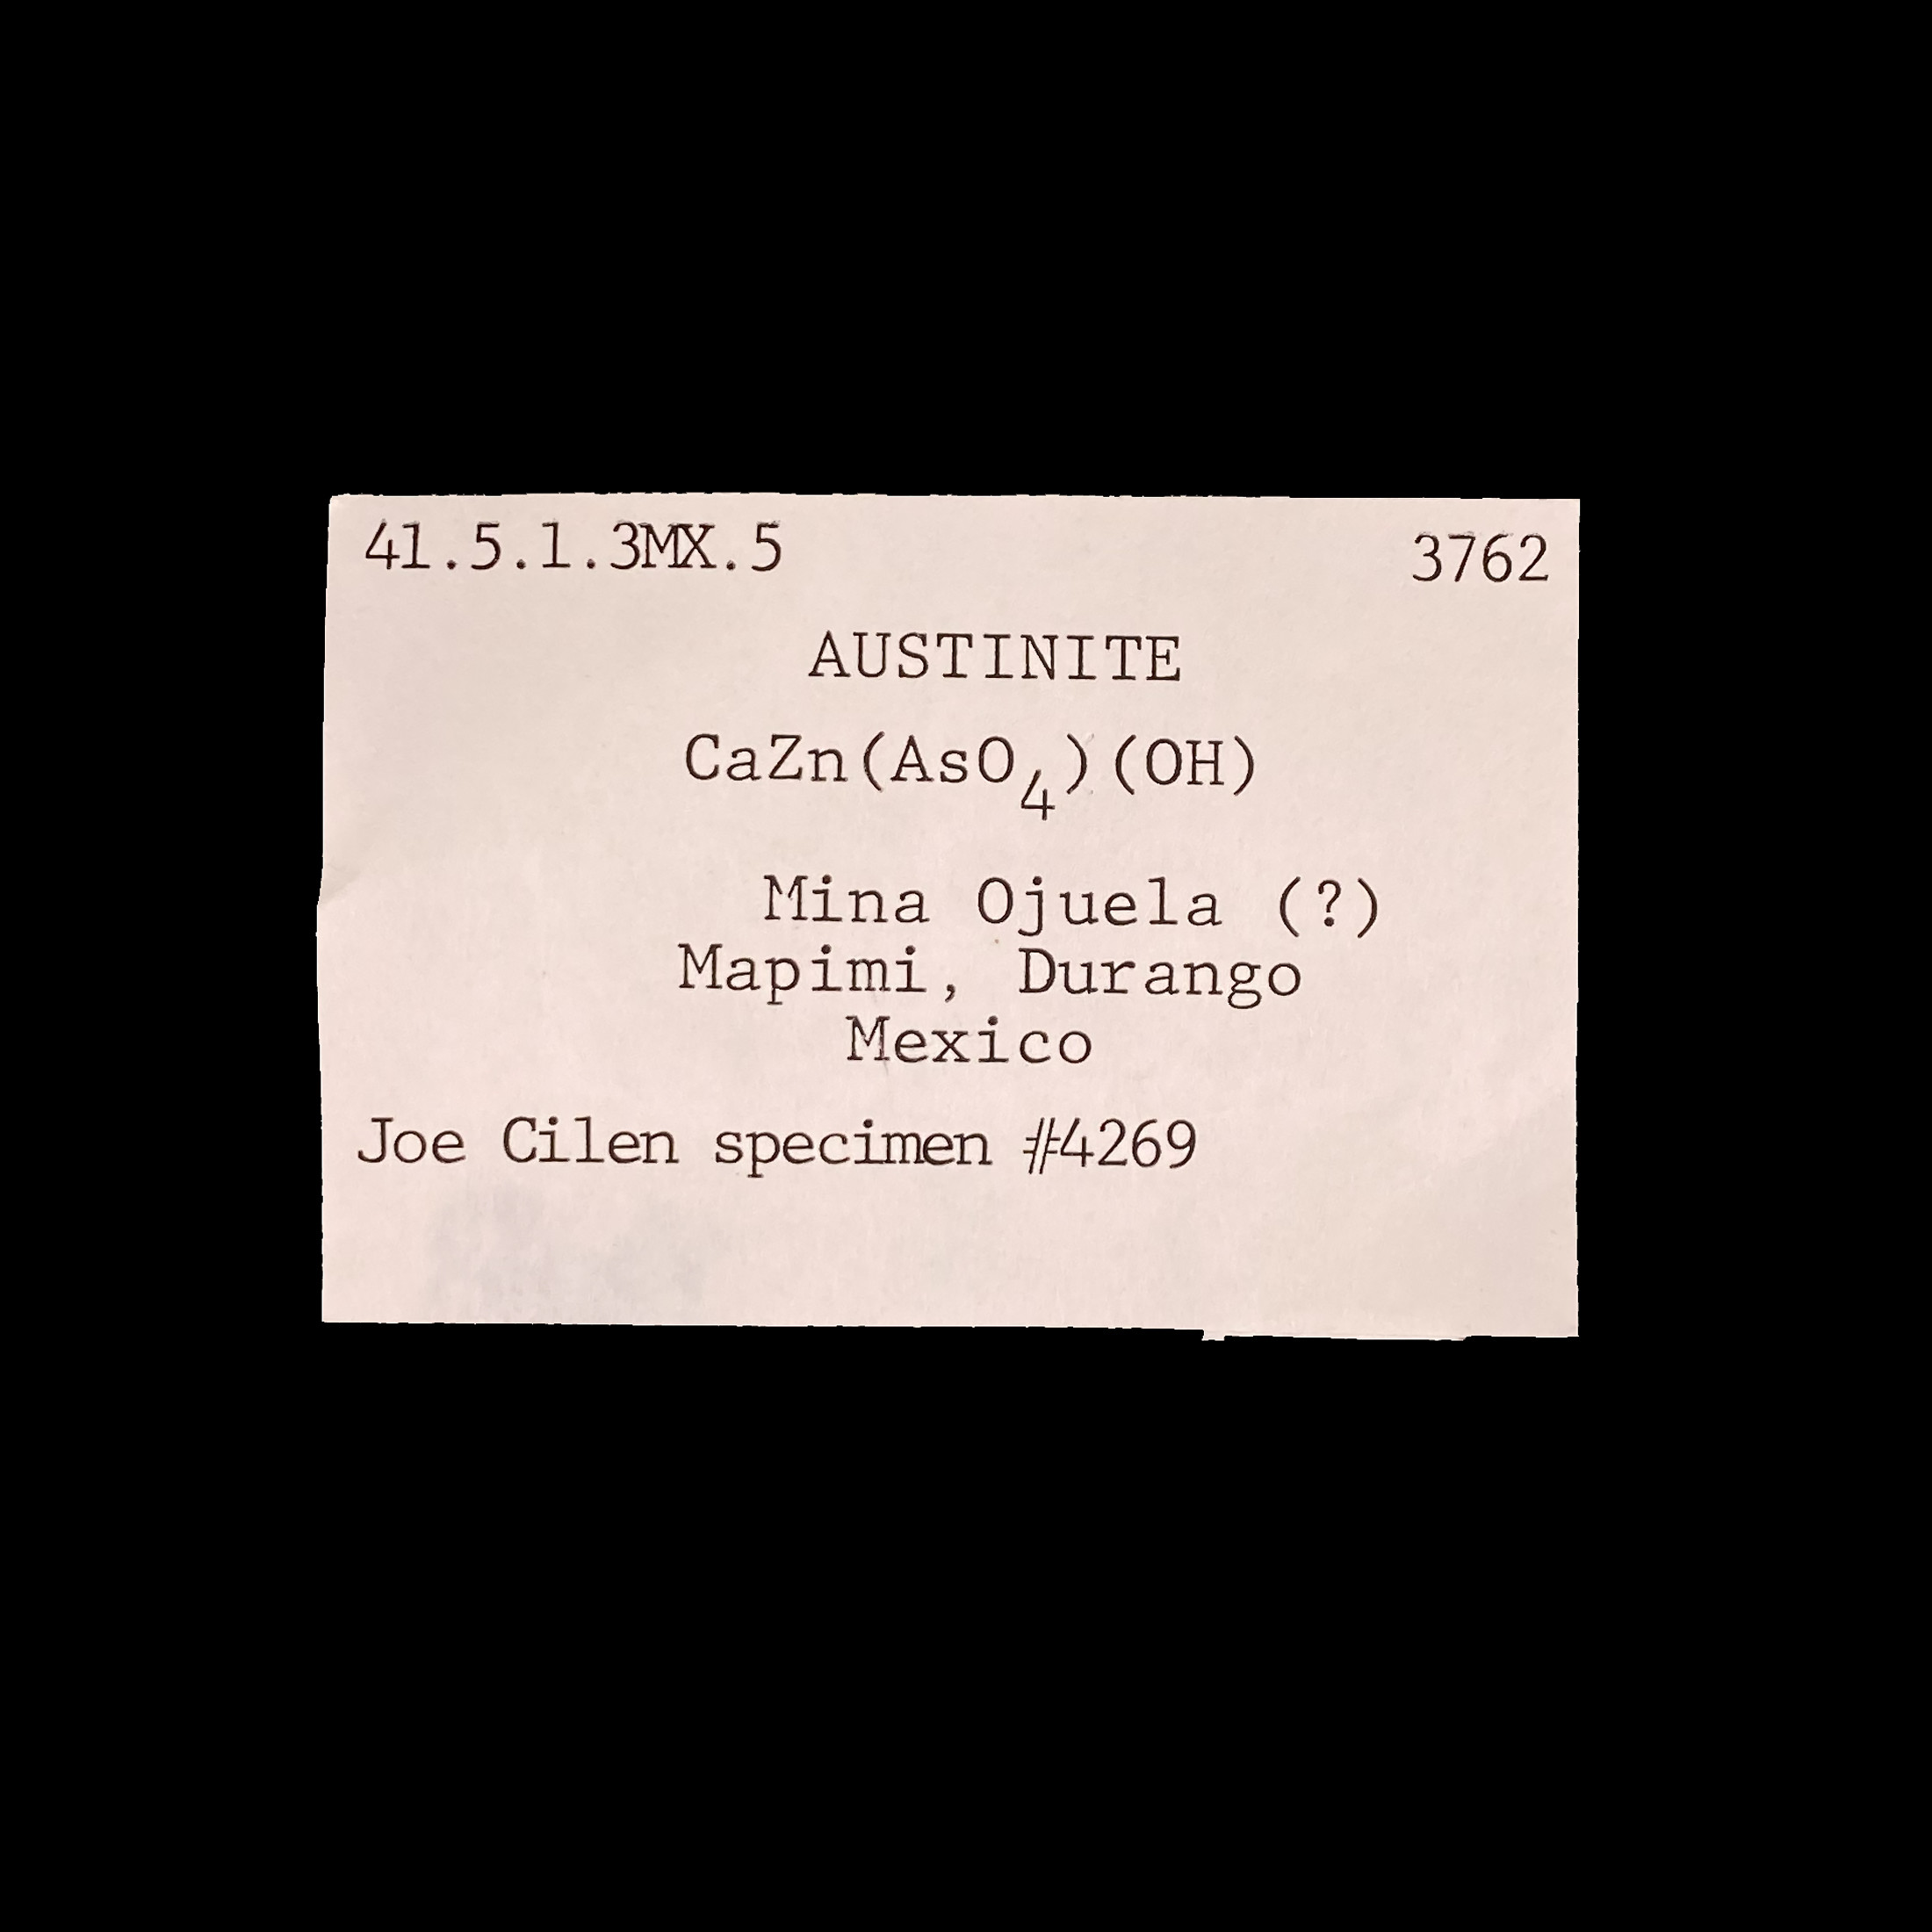 41.5.1.3MX.5 3762
AUSTINITE
CaZn(AsO₄)(OH)
Mina Ojuela (?)
Mapimi, Durango
Mexico
Joe Cilen specimen #4269